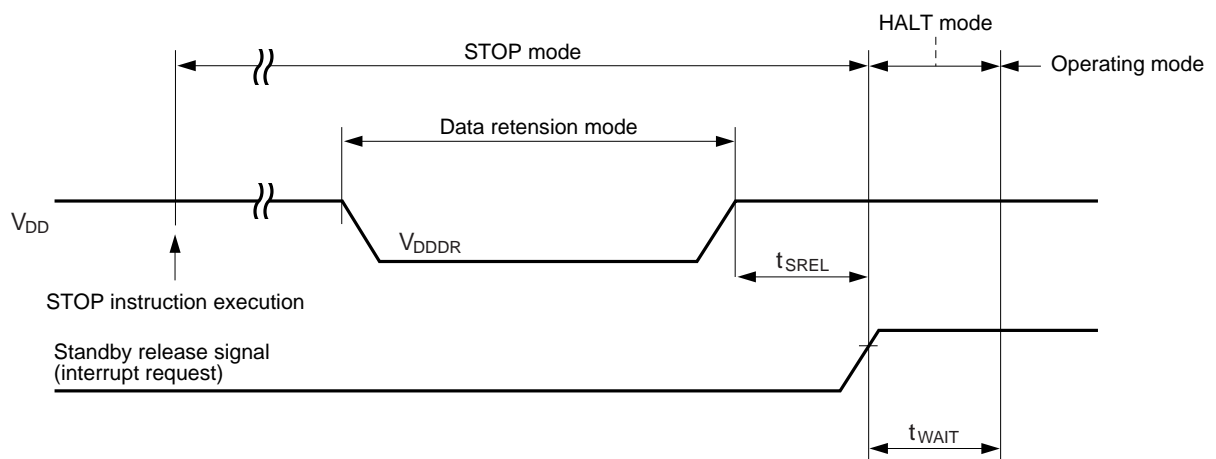 HALT mode
STOP mode
Operating mode
Data retension mode
VDD
VDDDR
tSREL
STOP instruction execution
Standby release signal
(interrupt request)
tWAIT